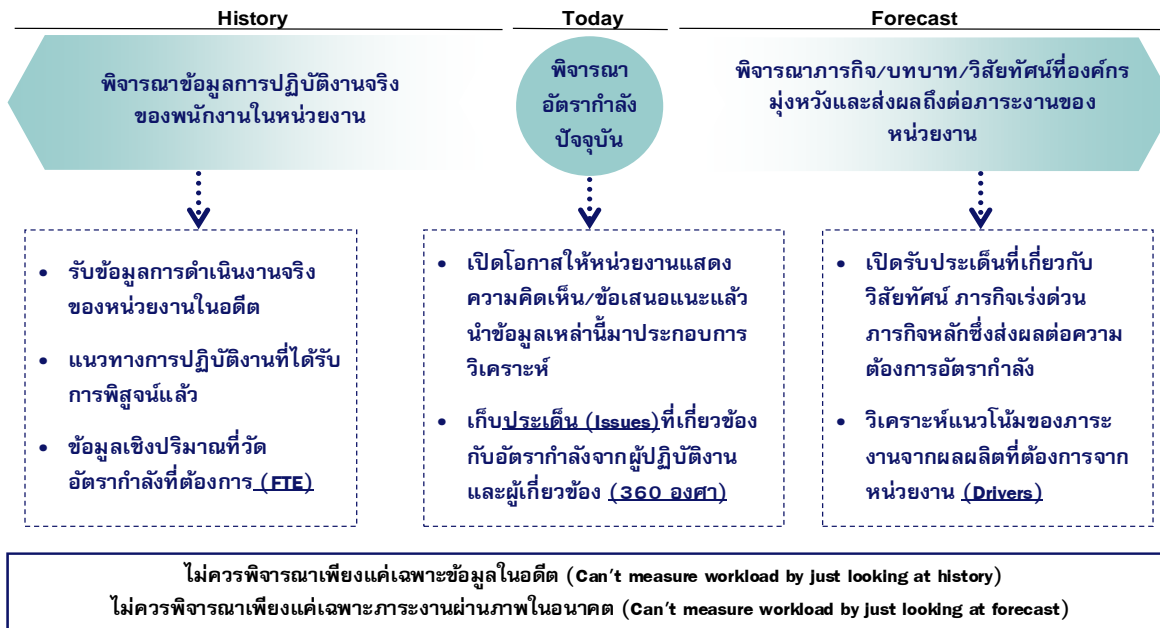 History
Today
Forecast
พิจารณาข้อมูลการปฏิบัติงานจริง
ของพนักงานในหน่วยงาน
พิจารณา
อัตรากำลัง
ปัจจุบัน
พิจารณาภารกิจ/บทบาท/วิสัยทัศน์ที่องค์กร
มุ่งหวังและส่งผลถึงต่อภาระงานของ
หน่วยงาน
• รับข้อมูลการดำเนินงานจริง
ของหน่วยงานในอดีต
• แนวทางการปฏิบัติงานที่ได้รับ
การพิสูจน์แล้ว
• ข้อมูลเชิงปริมาณที่วัด
อัตรากำลังที่ต้องการ (FTE)
• เปิดโอกาสให้หน่วยงานแสดง
ความคิดเห็น/ข้อเสนอแนะแล้ว
นำข้อมูลเหล่านี้มาประกอบการ
วิเคราะห์
• เก็บประเด็น (Issues)ที่เกี่ยวข้อง
กับอัตรากำลังจากผู้ปฏิบัติงาน
และผู้เกี่ยวข้อง (360 องศา)
• เปิดรับประเด็นที่เกี่ยวกับ
วิสัยทัศน์ ภารกิจเร่งด่วน
ภารกิจหลักซึ่งส่งผลต่อความ
ต้องการอัตรากำลัง
• วิเคราะห์แนวโน้มของภาระ
งานจากผลผลิตที่ต้องการจาก
หน่วยงาน (Drivers)
ไม่ควรพิจารณาเพียงแค่เฉพาะข้อมูลในอดีต (Can't measure workload by just looking at history)
ไม่ควรพิจารณาเพียงแค่เฉพาะภาระงานผ่านภาพในอนาคต (Can't measure workload by just looking at forecast)